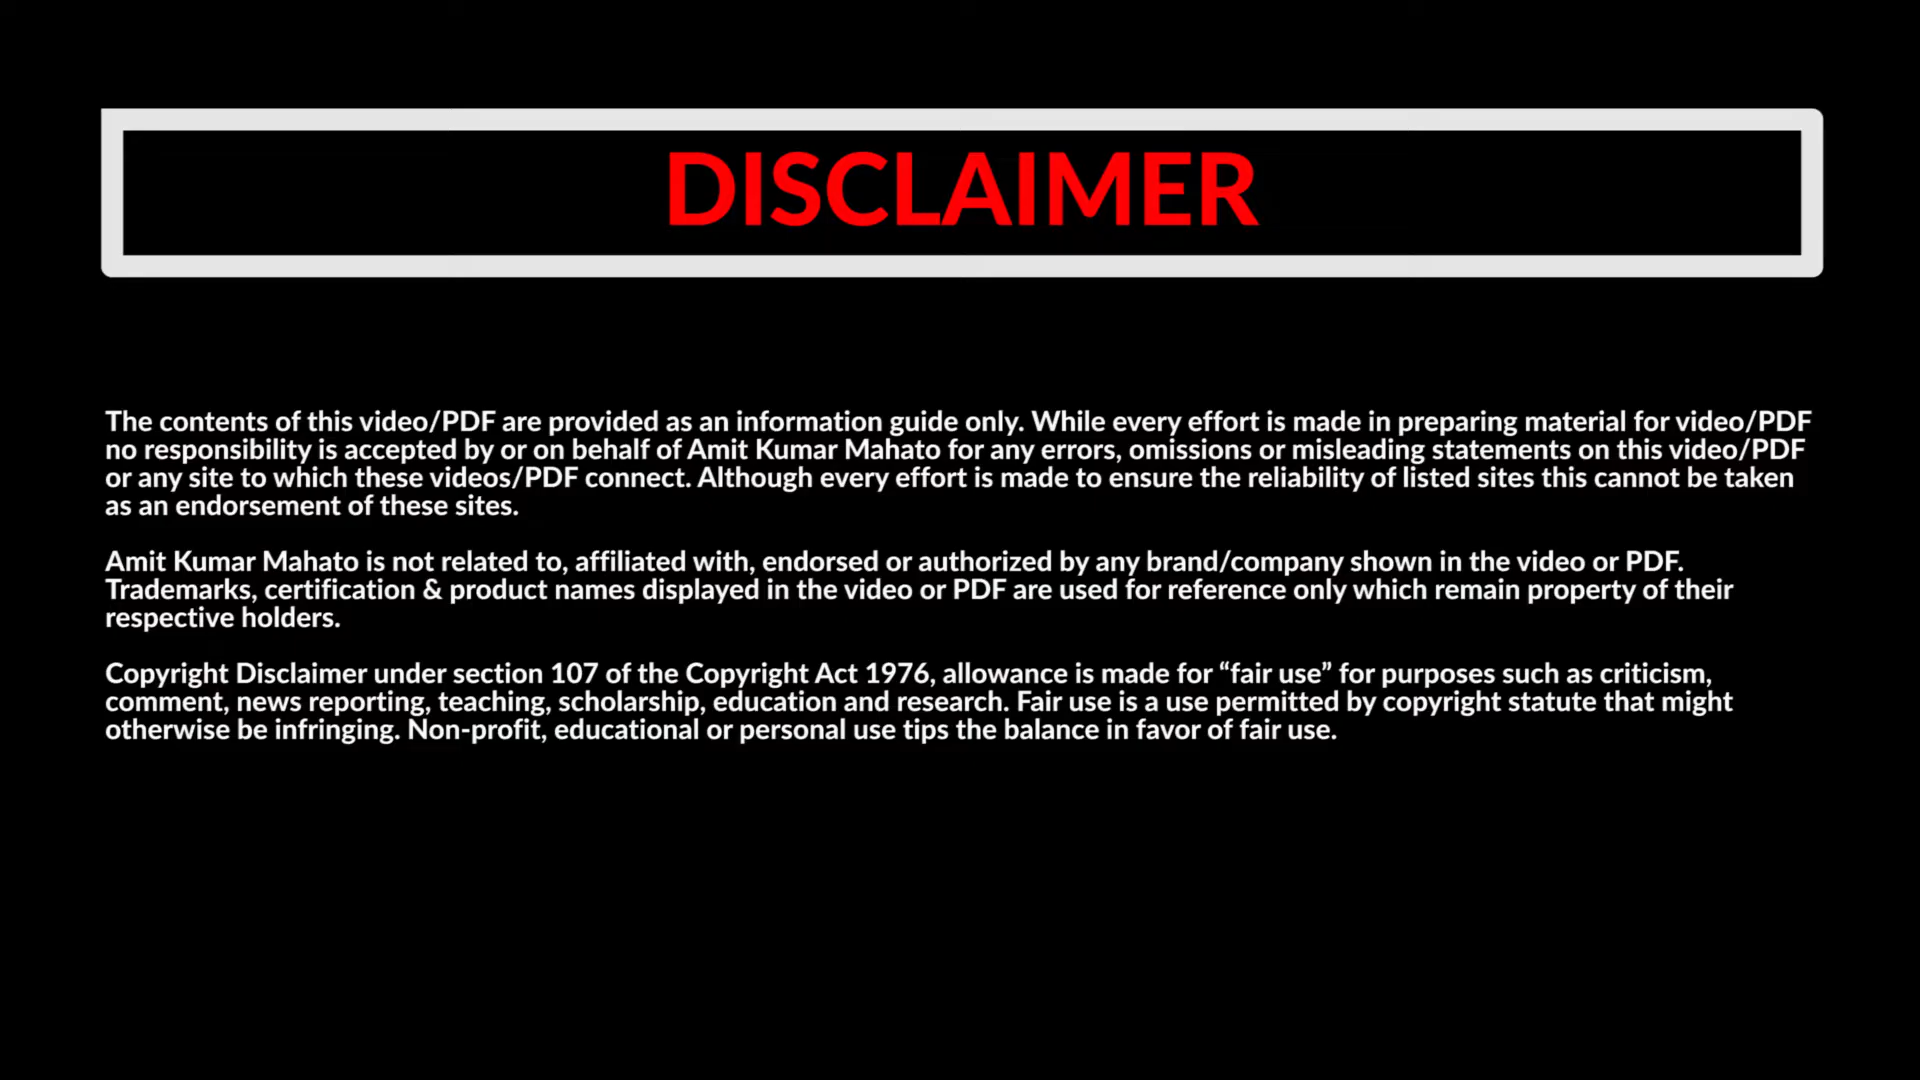 DISCLAIMER
The contents of this video/PDF are provided as an information guide only. While every effort is made in preparing material for video/PDF
no responsibility is accepted by or on behalf of Amit Kumar Mahato for any errors, omissions or misleading statements on this video/PDF
or any site to which these videos/PDF connect. Although every effort is made to ensure the reliability of listed sites this cannot be taken
as an endorsement of these sites.
Amit Kumar Mahato is not related to, affiliated with, endorsed or authorized by any brand/company shown in the video or PDF.
Trademarks, certification & product names displayed in the video or PDF are used for reference only which remain property of their
respective holders.
Copyright Disclaimer under section 107 of the Copyright Act 1976, allowance is made for “fair use” for purposes such as criticism,
comment, news reporting, teaching, scholarship, education and research. Fair use is a use permitted by copyright statute that might
otherwise be infringing. Non-profit, educational or personal use tips the balance in favor of fair use.